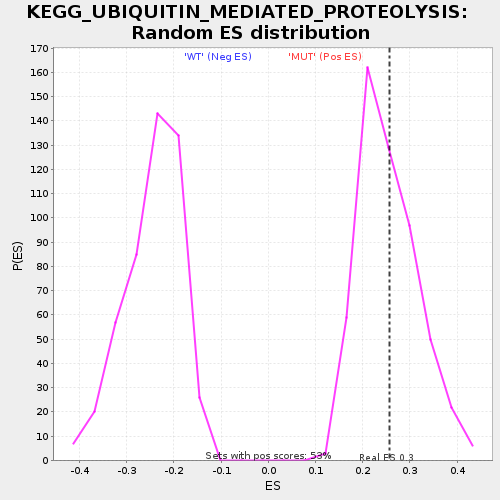 KEGG_UBIQUITIN_MEDIATED_PROTEOLYSIS:
Random ES distribution
'WT' (Neg ES)
'MUT' (Pos ES)
170
160
150
140
130
120
110
100
90
80
70
60
50
40
30
20
10
0
P(ES)
Sets with pos scores: 53%
Real ES 0.3
-0.4 -0.3 -0.2 -0.1 0.0 0.1 0.2 0.3 0.4
ES